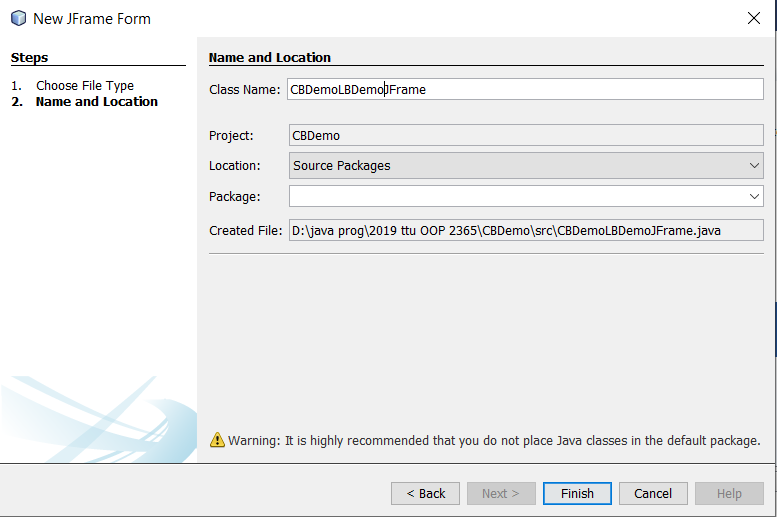 New JFrame Form
Steps
1. Choose File Type
2. Name and Location
Name and Location
Class Name: CBDemoLBDemoJFrame
Project: CBDemo
Location: Source Packages
Package:
Created File: D:\java prog\2019 ttu OOP 2365\CBDemo\src\CBDemoLBDemoJFrame.java
Warning: It is highly recommended that you do not place Java classes in the default package.
< Back Next > Finish Cancel Help